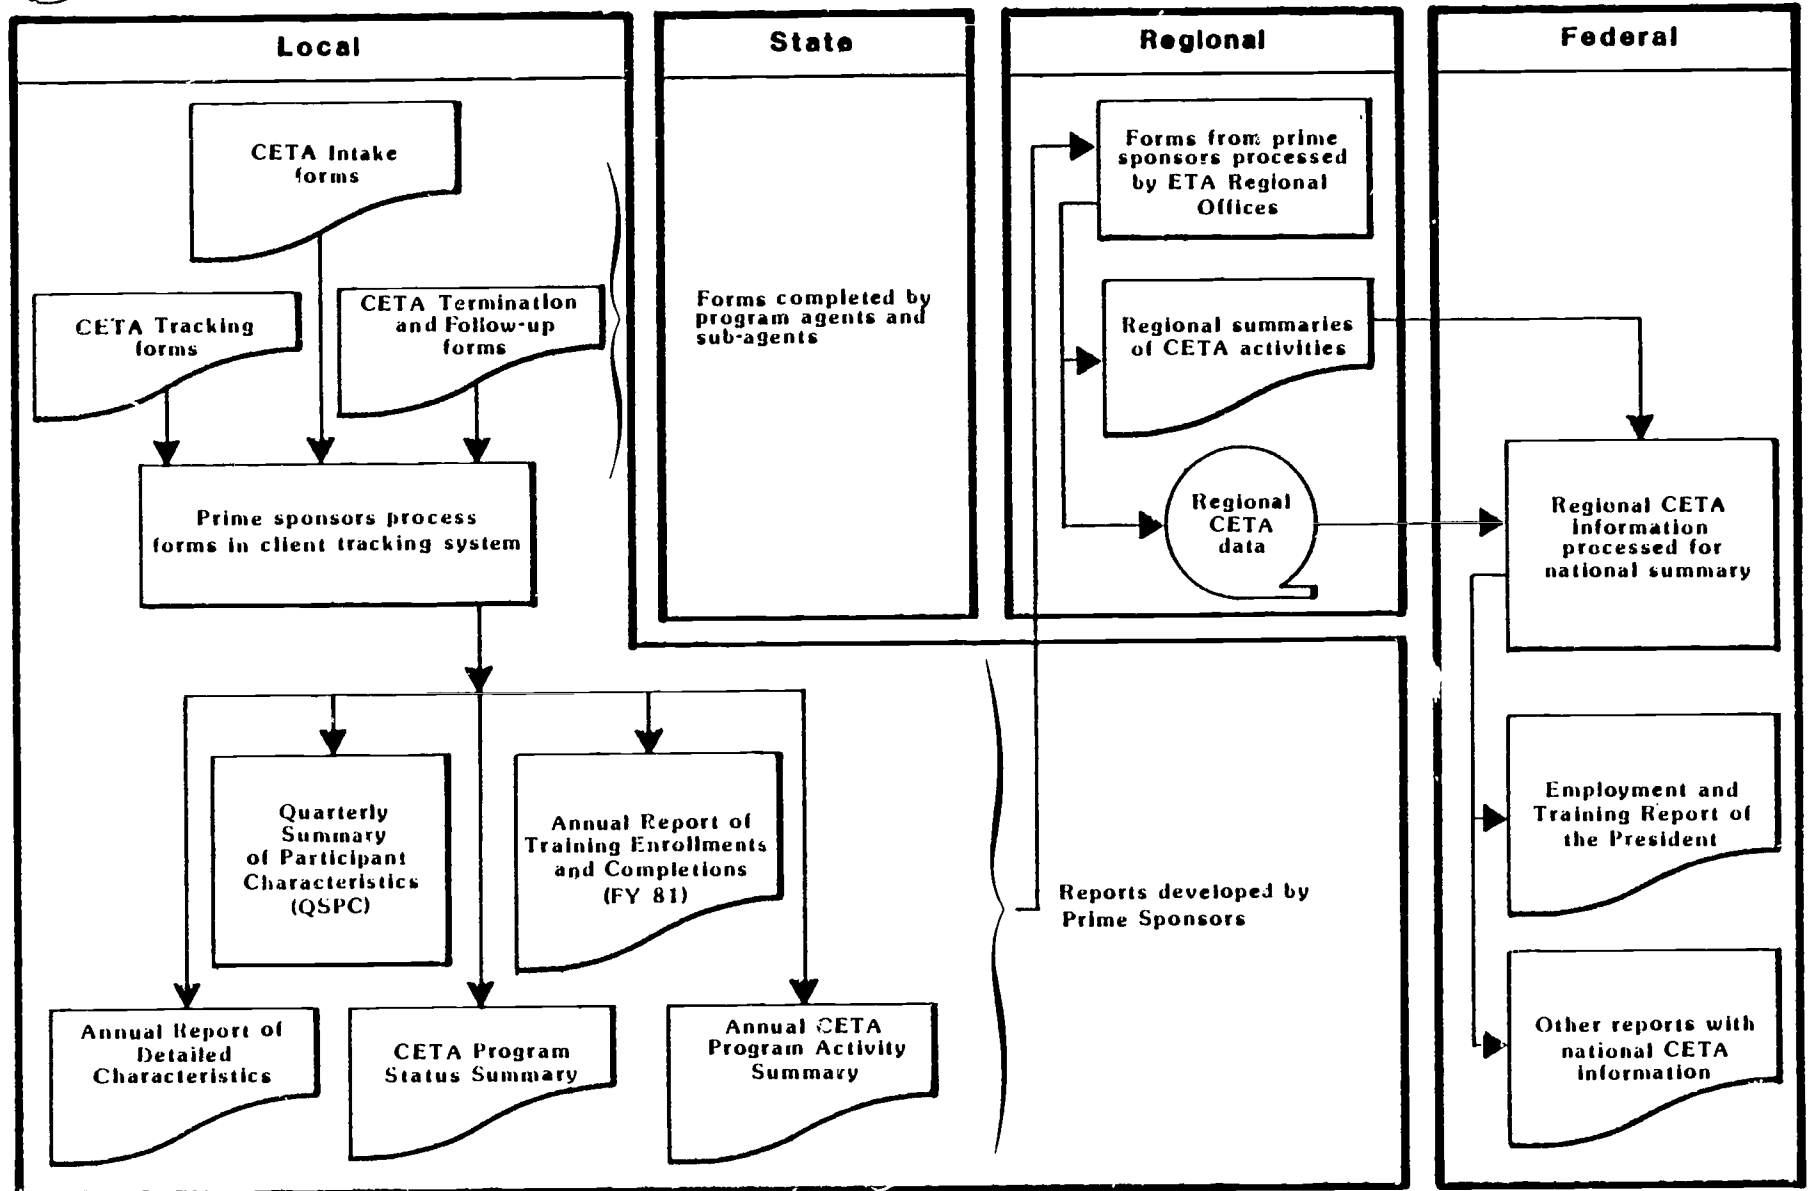 Local
State
Regional
Federal
CETA Intake
forms
CETA Tracking
forms
CETA Termination
and Follow-up
forms
Prime sponsors process
forms in client tracking system
Quarterly
Summary
of Participant
Characteristics
(QSPC)
Annual Report of
Training Enrollments
and Completions
(FY 81)
Annual Report of
Detailed
Characteristics
CETA Program
Status Summary
Annual CETA
Program Activity
Summary
Forms completed by
program agents and
sub-agents
Reports developed by
Prime Sponsors
Forms from prime
sponsors processed
by ETA Regional
Offices
Regional summaries
of CETA activities
Regional
CETA
data
Regional CETA
information
processed for
national summary
Employment and
Training Report of
the President
Other reports with
national CETA
information